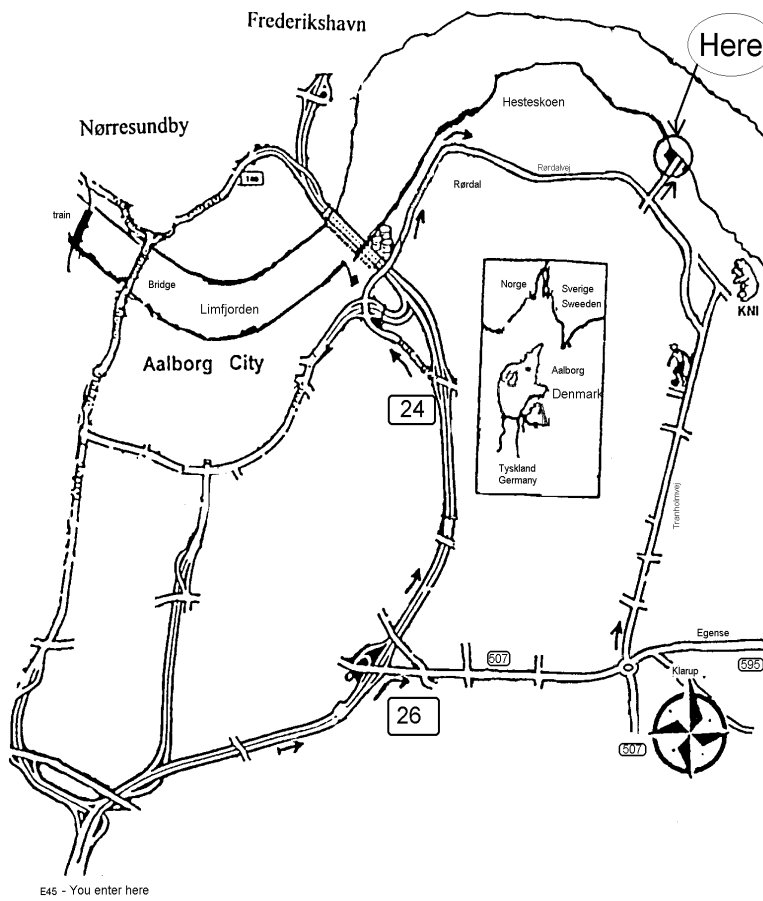 Frederikshavn
Here
Nørresundby
Hesteskoen
Rørdalvej
Rørdal
train
Bridge
Limfjorden
Aalborg City
Norge
Sverige
Sweeden
KNI
Aalborg
Denmark
24
Tyskland
Germany
Tranholmvej
Egense
507
595
Klarup
26
507
E45 - You enter here